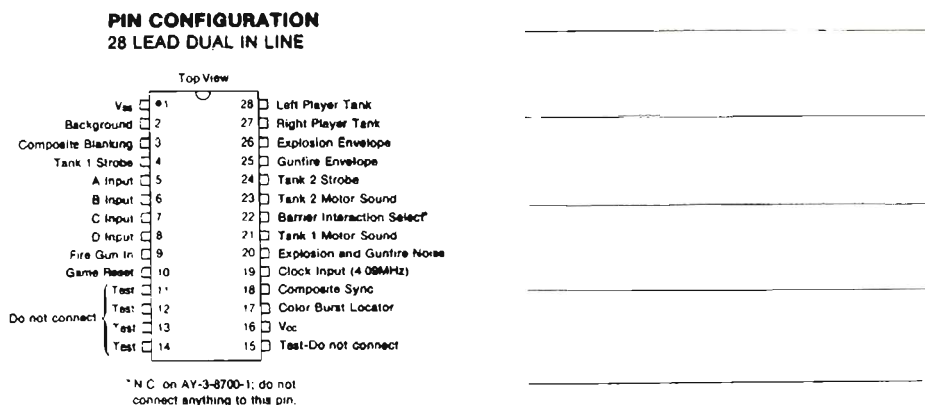 PIN CONFIGURATION
28 LEAD DUAL IN LINE
Top View
Vss 1
Background 2
Composite Blanking 3
Tank 1 Strobe 4
A Input 5
B Input 6
C Input 7
D Input 8
Fire Gun In 9
Game Reset 10
Do not connect
Test 11
Test 12
Test 13
Test 14
28 Left Player Tank
27 Right Player Tank
26 Explosion Envelope
25 Gunfire Envelope
24 Tank 2 Strobe
23 Tank 2 Motor Sound
22 Barrier Interaction Select*
21 Tank 1 Motor Sound
20 Explosion and Gunfire Noise
19 Clock Input (4.09MHz)
18 Composite Sync
17 Color Burst Locator
16 Vcc
15 Test-Do not connect
*N.C. on AY-3-8700-1; do not
connect anything to this pin.